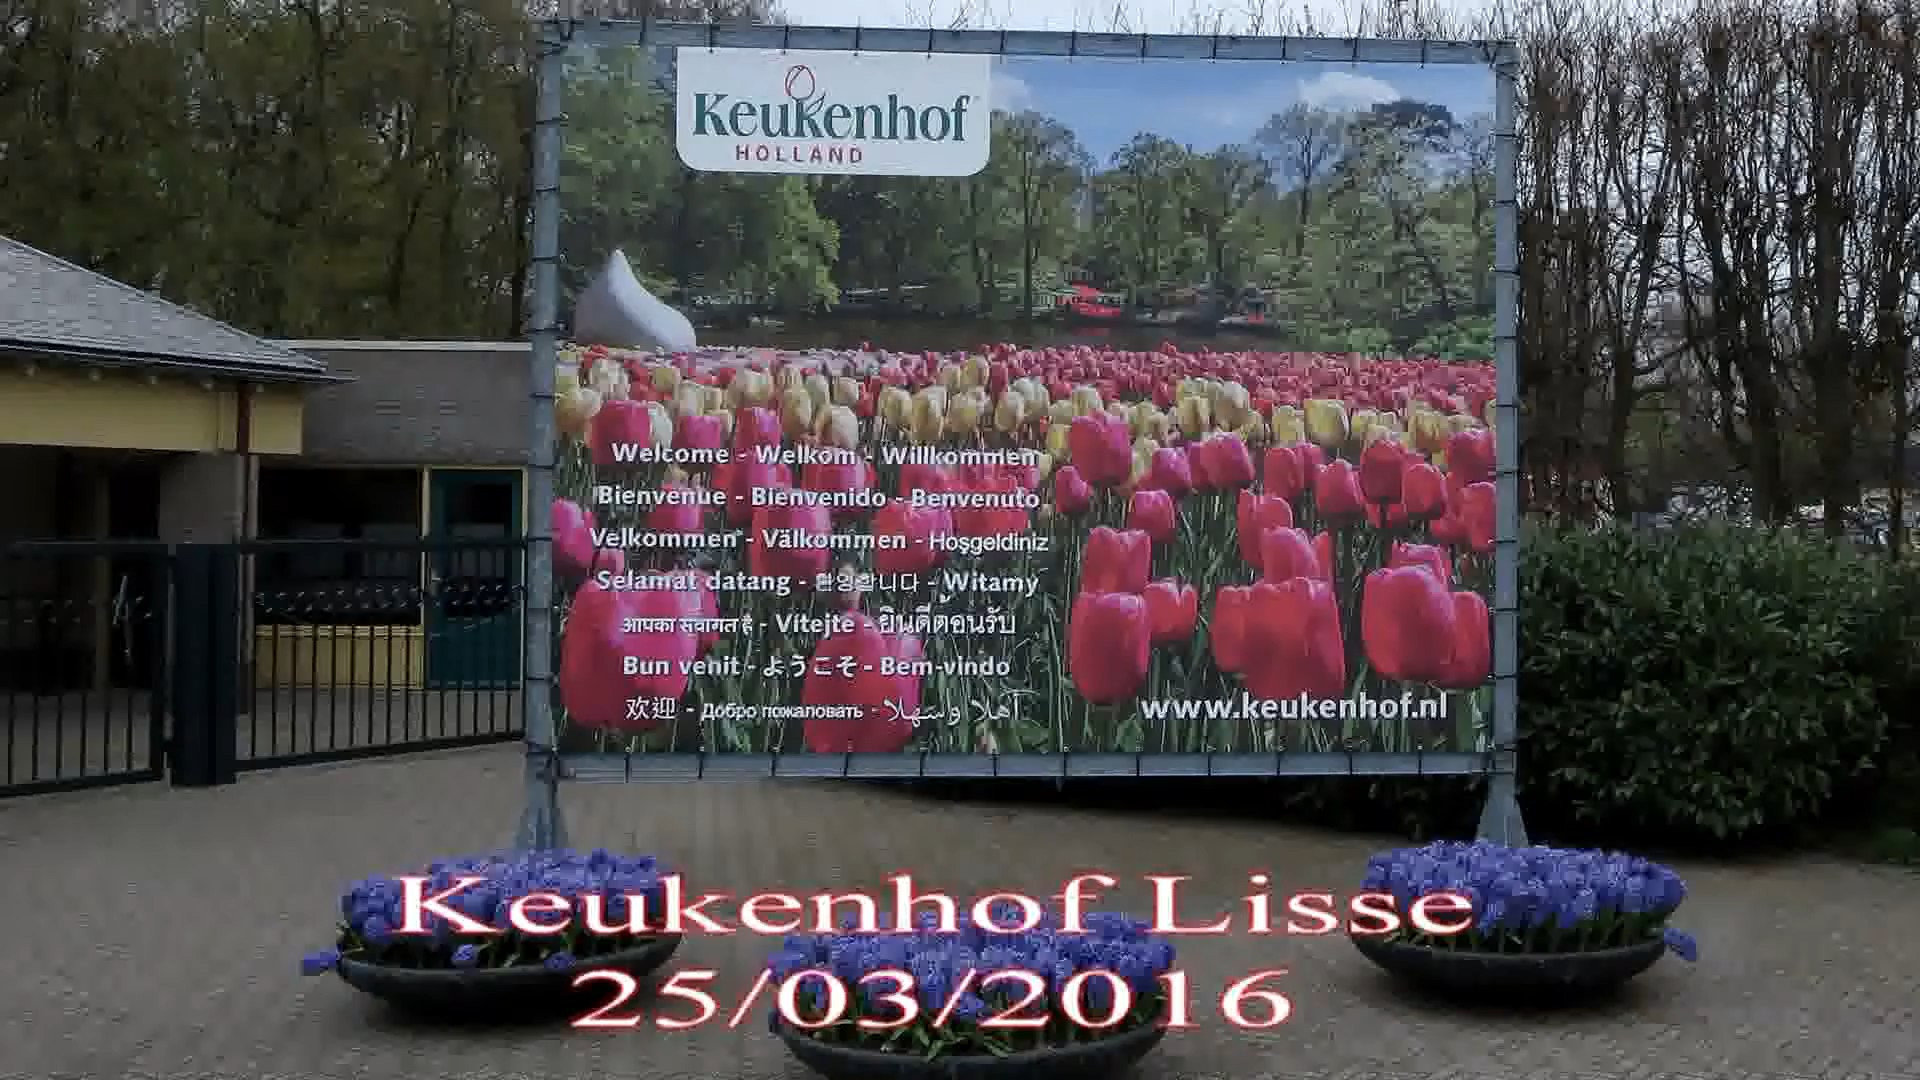 Keukenhof
HOLLAND
Welcome - Welkom - Willkommen
Bienvenue - Bienvenido - Benvenuto
Velkommen - Välkommen - Hoşgeldiniz
Selamat datang - 환영합니다 - Witamy
आपका स्वागत है - Vítejte - ยินดีต้อนรับ
Bun venit - ようこそ - Bem-vindo
欢迎 - Добро пожаловать - أهلا وسهلا
www.keukenhof.nl
Keukenhof Lisse
25/03/2016